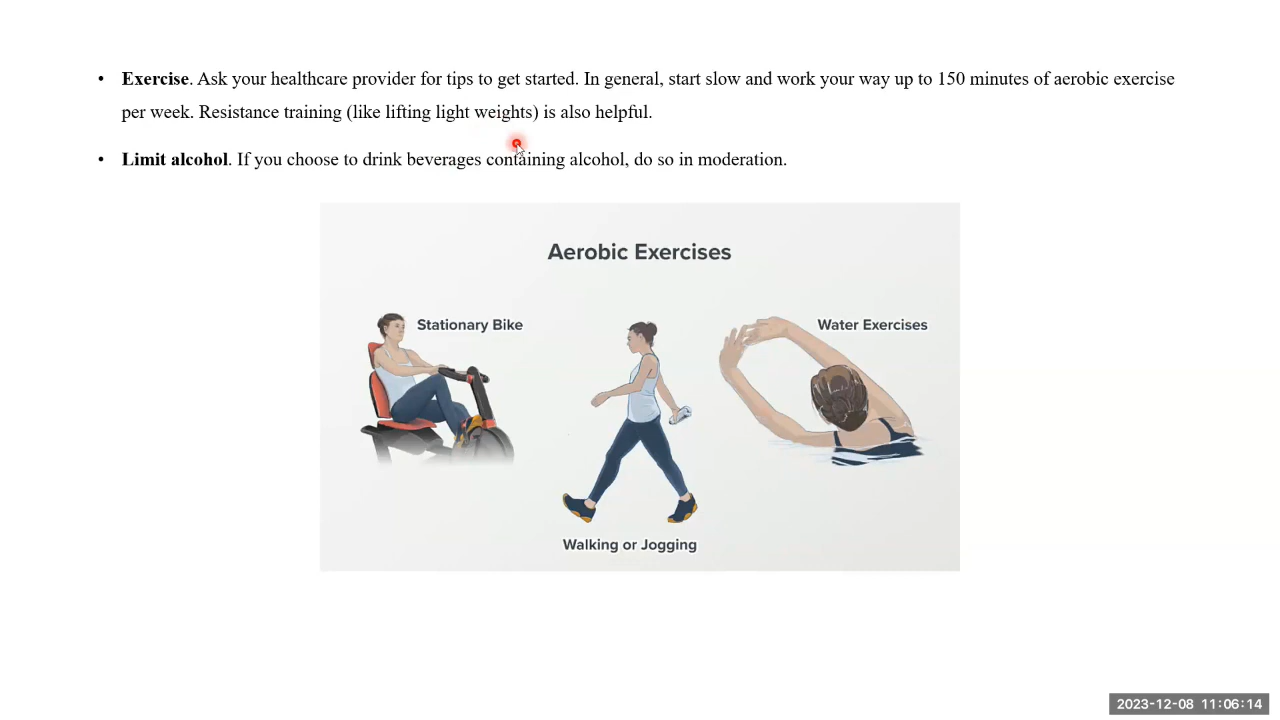 • Exercise. Ask your healthcare provider for tips to get started. In general, start slow and work your way up to 150 minutes of aerobic exercise
per week. Resistance training (like lifting light weights) is also helpful.
• Limit alcohol. If you choose to drink beverages containing alcohol, do so in moderation.
Aerobic Exercises
Stationary Bike
Water Exercises
Walking or Jogging
2023-12-08 11:06:14